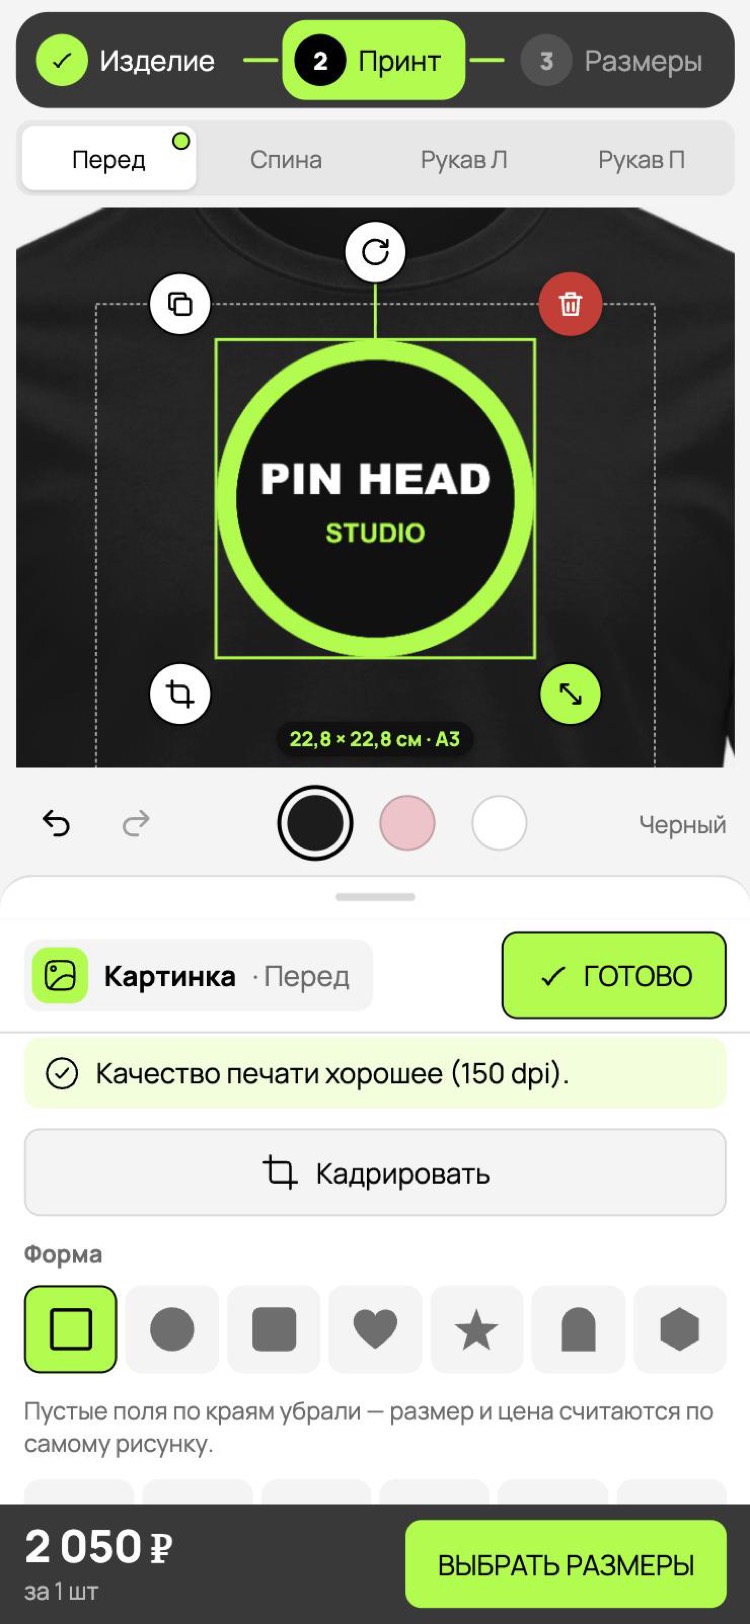 Изделие
2
Принт
3
Размеры
Перед
Спина
Рукав Л
Рукав П
PIN HEAD
STUDIO
22,8 × 22,8 см · A3
Черный
Картинка · Перед
ГОТОВО
Качество печати хорошее (150 dpi).
Кадрировать
Форма
Пустые поля по краям убрали — размер и цена считаются по
самому рисунку.
2 050 ₽
за 1 шт
ВЫБРАТЬ РАЗМЕРЫ